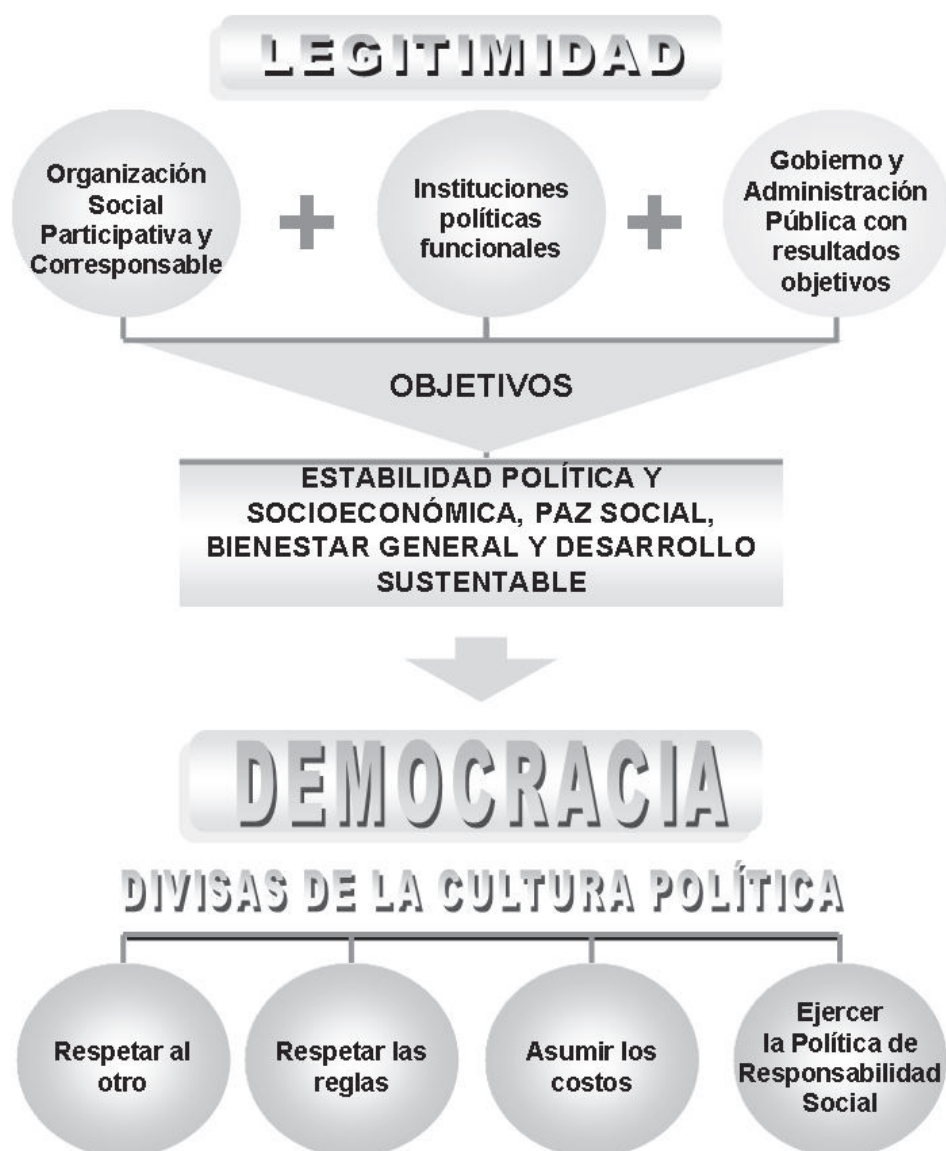 LEGITIMIDAD
Organización
Social
Participativa y
Corresponsable
+
Instituciones
políticas
funcionales
+
Gobierno y
Administración
Pública con
resultados
objetivos
OBJETIVOS
ESTABILIDAD POLÍTICA Y
SOCIOECONÓMICA, PAZ SOCIAL,
BIENESTAR GENERAL Y DESARROLLO
SUSTENTABLE
DEMOCRACIA
DIVISAS DE LA CULTURA POLÍTICA
Respetar al
otro
Respetar las
reglas
Asumir los
costos
Ejercer
la Política de
Responsabilidad
Social